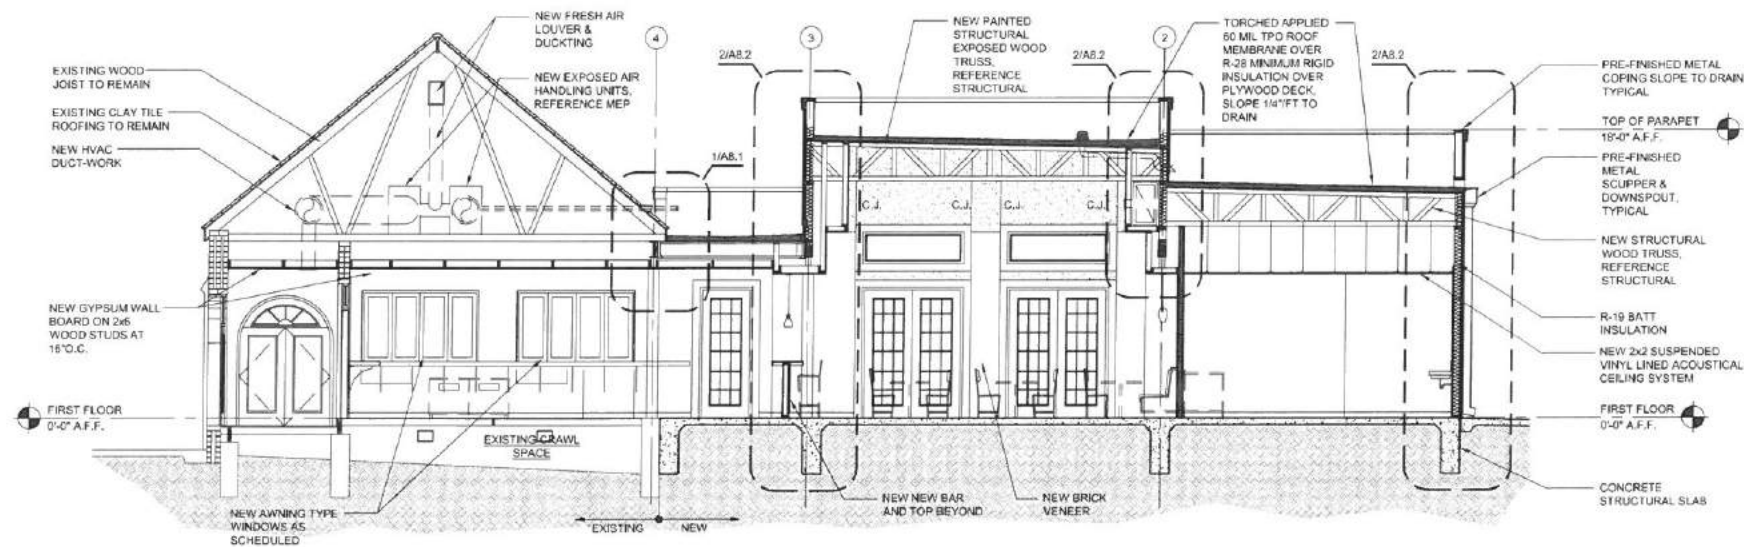 EXISTING WOOD
JOIST TO REMAIN
EXISTING CLAY TILE
ROOFING TO REMAIN
NEW HVAC
DUCT-WORK
NEW GYPSUM WALL
BOARD ON 2x6
WOOD STUDS AT
16"O.C.
FIRST FLOOR
0'-0" A.F.F.
NEW AWNING TYPE
WINDOWS AS
SCHEDULED
NEW FRESH AIR
LOUVER &
DUCKTING
NEW EXPOSED AIR
HANDLING UNITS,
REFERENCE MEP
4
1/A8.1
3
2/A8.2
NEW PAINTED
STRUCTURAL
EXPOSED WOOD
TRUSS,
REFERENCE
STRUCTURAL
2/A8.2
2
TORCHED APPLIED
60 MIL TPO ROOF
MEMBRANE OVER
R-28 MINIMUM RIGID
INSULATION OVER
PLYWOOD DECK,
SLOPE 1/4"/FT TO
DRAIN
2/A8.2
C.J.
C.J.
C.J.
C.J.
EXISTING CRAWL
SPACE
EXISTING
NEW
NEW NEW BAR
AND TOP BEYOND
NEW BRICK
VENEER
PRE-FINISHED METAL
COPING SLOPE TO DRAIN
TYPICAL
TOP OF PARAPET
18'-0" A.F.F.
PRE-FINISHED
METAL
SCUPPER &
DOWNSPOUT,
TYPICAL
NEW STRUCTURAL
WOOD TRUSS,
REFERENCE
STRUCTURAL
R-19 BATT
INSULATION
NEW 2x2 SUSPENDED
VINYL LINED ACOUSTICAL
CEILING SYSTEM
FIRST FLOOR
0'-0" A.F.F.
CONCRETE
STRUCTURAL SLAB